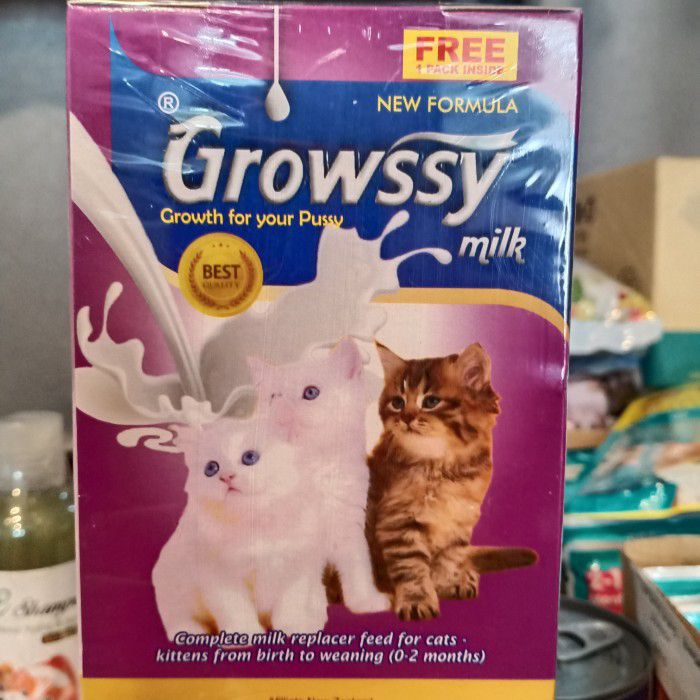 FREE
1 PACK INSIDE
NEW FORMULA
®
Growssy
Growth for your Pussy
milk
BEST
QUALITY
Complete milk replacer feed for cats -
kittens from birth to weaning (0-2 months)